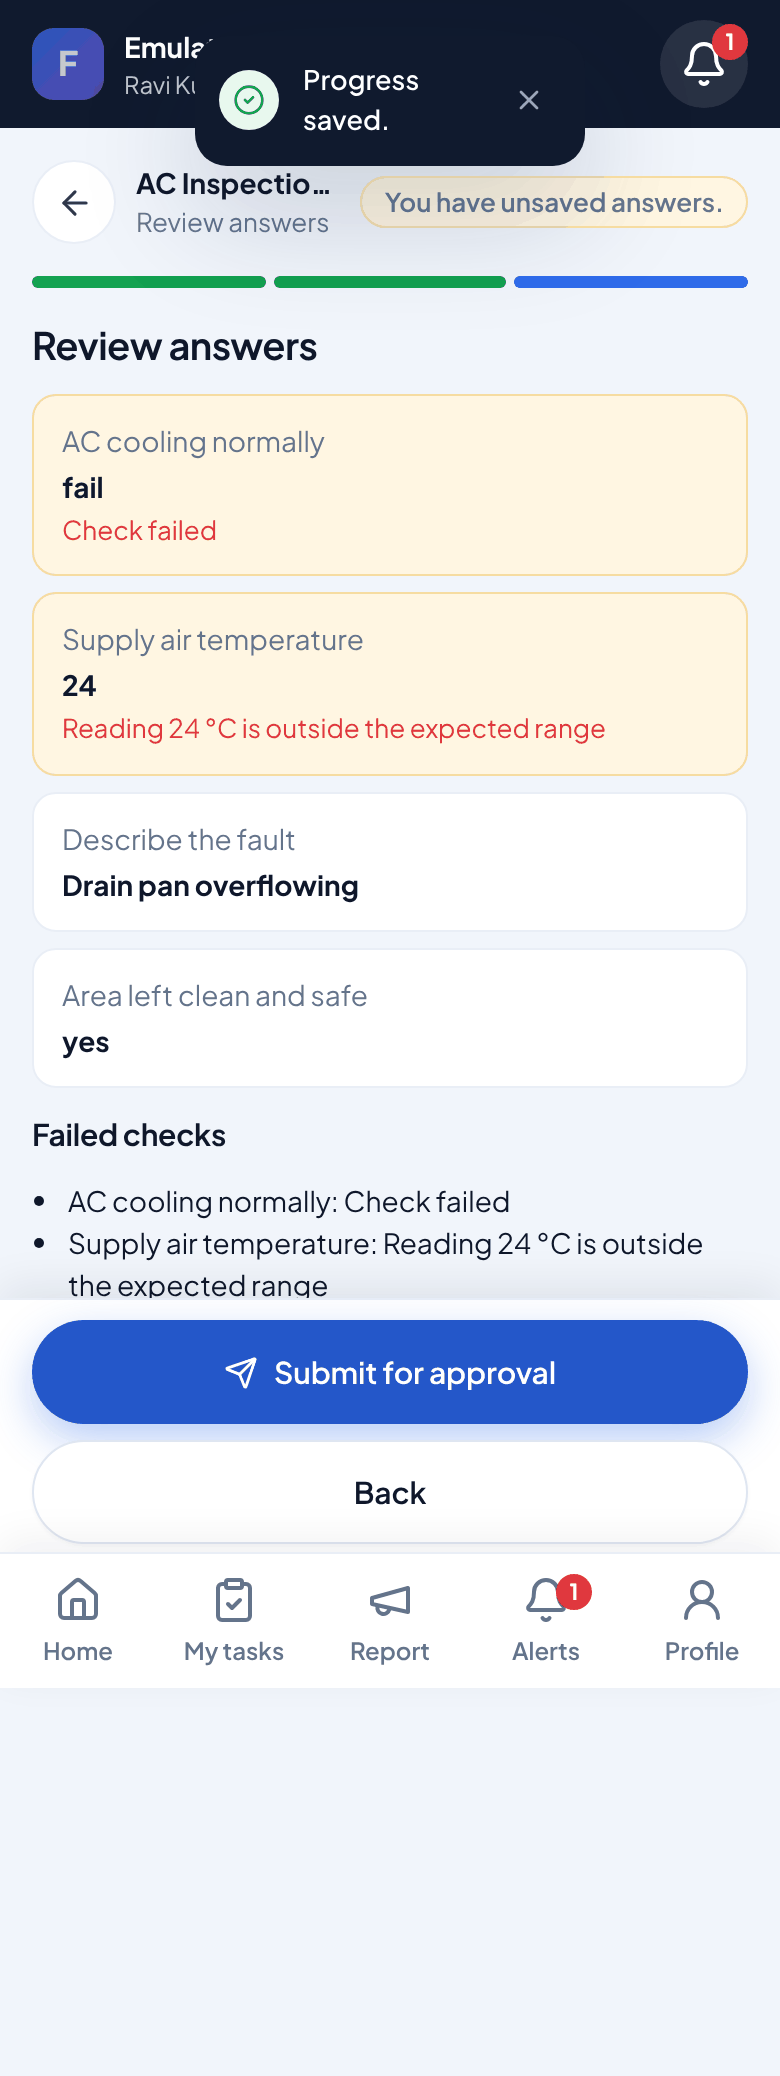 F
1
Progress
saved.
AC Inspectio...
Review answers
You have unsaved answers.
Review answers
AC cooling normally
fail
Check failed
Supply air temperature
24
Reading 24 °C is outside the expected range
Describe the fault
Drain pan overflowing
Area left clean and safe
yes
Failed checks
• AC cooling normally: Check failed
• Supply air temperature: Reading 24 °C is outside
the expected range
Submit for approval
Back
1
Home
My tasks
Report
Alerts
Profile